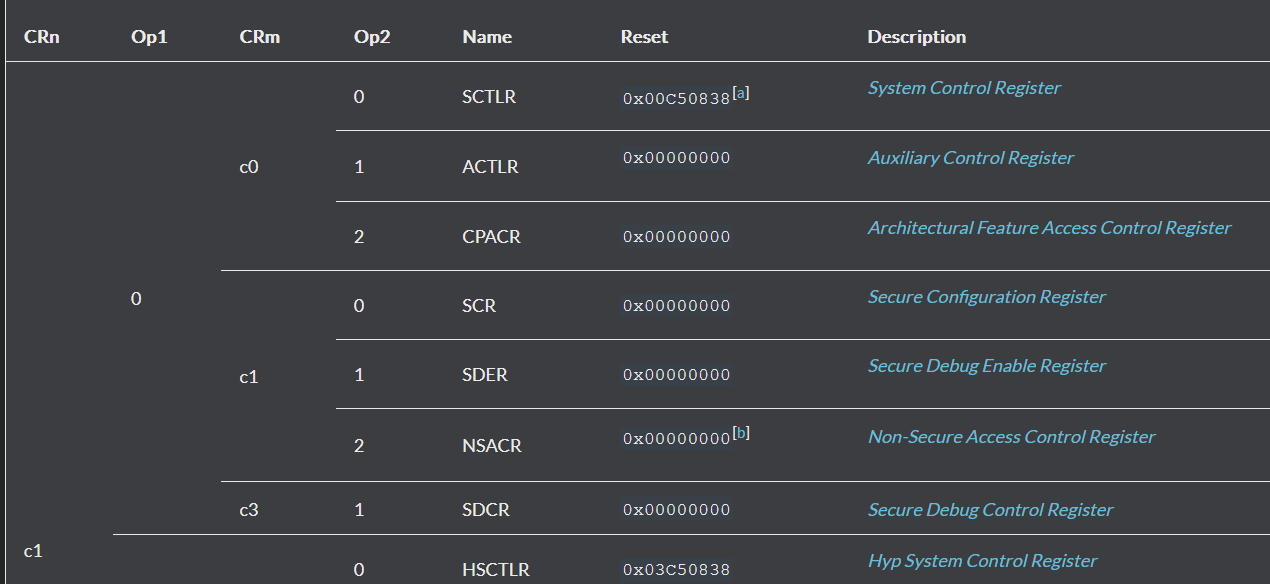 CRn Op1 CRm Op2 Name Reset Description
0 SCTLR 0x00C50838[a] System Control Register
c0 1 ACTLR 0x00000000 Auxiliary Control Register
2 CPACR 0x00000000 Architectural Feature Access Control Register
0 0 SCR 0x00000000 Secure Configuration Register
c1 1 SDER 0x00000000 Secure Debug Enable Register
2 NSACR 0x00000000[b] Non-Secure Access Control Register
c3 1 SDCR 0x00000000 Secure Debug Control Register
c1 0 HSCTLR 0x03C50838 Hyp System Control Register